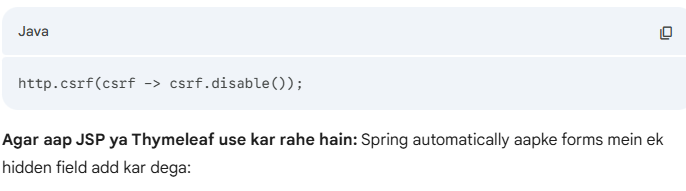 Java
http.csrf(csrf -> csrf.disable());
Agar aap JSP ya Thymeleaf use kar rahe hain: Spring automatically aapke forms mein ek
hidden field add kar dega: